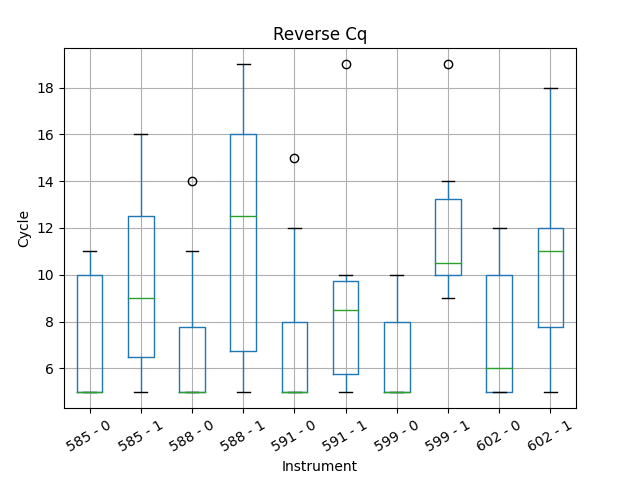 Reverse Cq
18
16
14
12
10
8
6
Cycle
585 - 0
585 - 1
588 - 0
588 - 1
591 - 0
591 - 1
599 - 0
599 - 1
602 - 0
602 - 1
Instrument